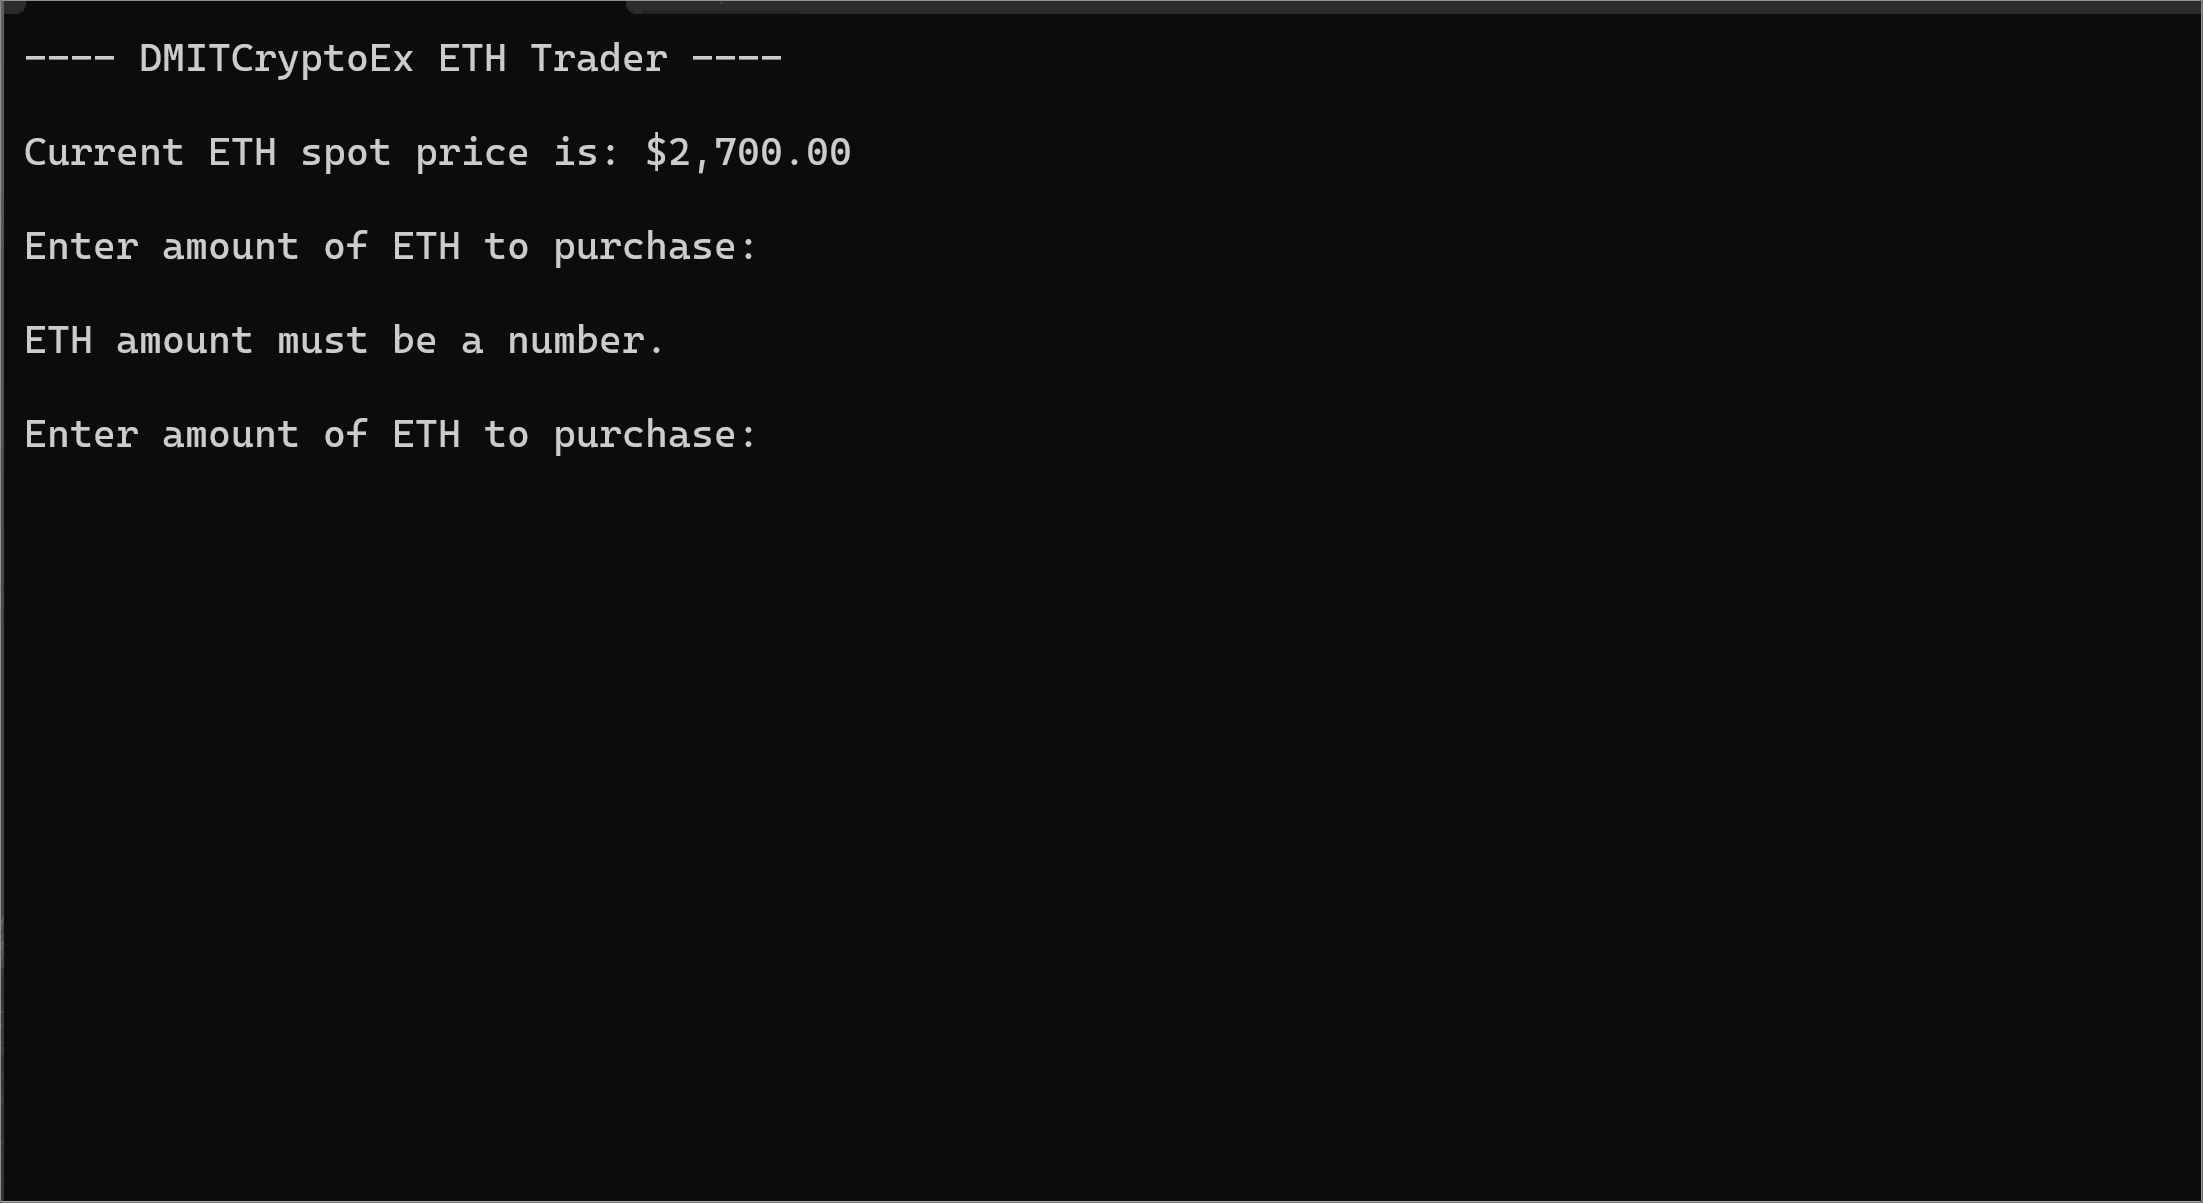 ---- DMITCryptoEx ETH Trader ----
Current ETH spot price is: $2,700.00
Enter amount of ETH to purchase:
ETH amount must be a number.
Enter amount of ETH to purchase: